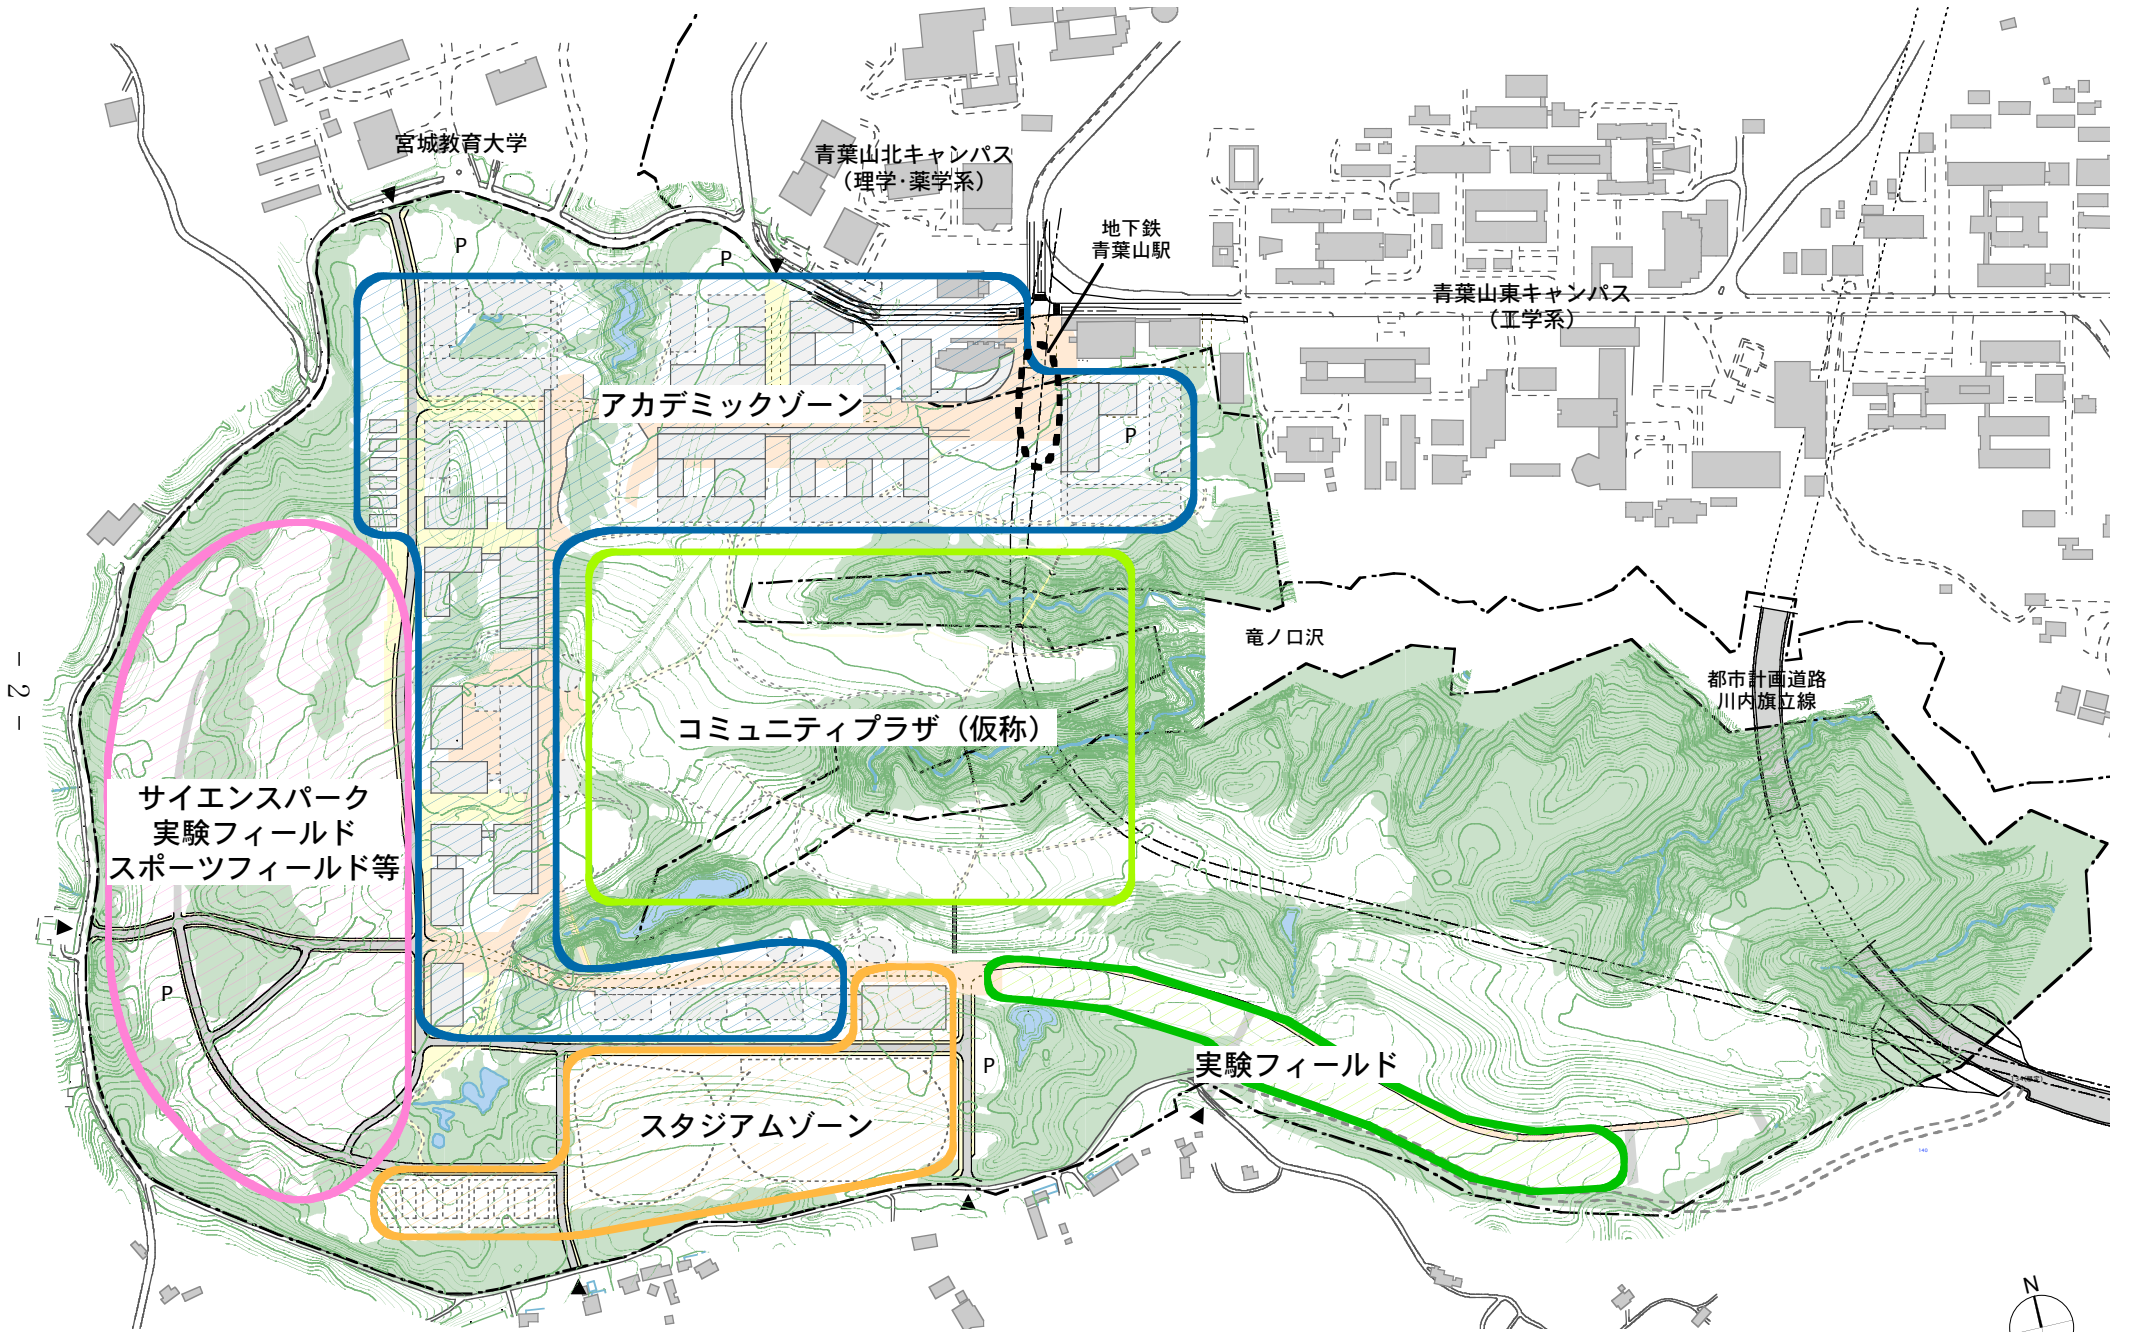 宮城教育大学
青葉山北キャンパス
（理学・薬学系）
地下鉄
青葉山駅
P
P
青葉山東キャンパス
（工学系）
アカデミックゾーン
P
竜ノ口沢
都市計画道路
川内旗立線
コミュニティプラザ（仮称）
サイエンスパーク
実験フィールド
スポーツフィールド等
P
実験フィールド
P
スタジアムゾーン
140
N
− 2 −